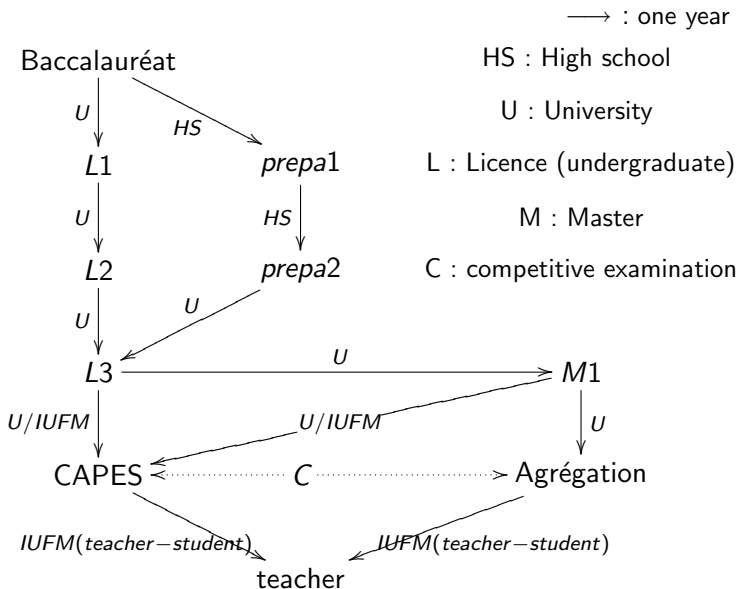 ⟶ : one year
Baccalauréat
HS : High school
U
HS
U : University
L1
prepa1
L : Licence (undergraduate)
U
HS
M : Master
L2
prepa2
C : competitive examination
U
U
L3
U
M1
U/IUFM
U/IUFM
U
CAPES
C
Agrégation
IUFM(teacher−student)
IUFM(teacher−student)
teacher